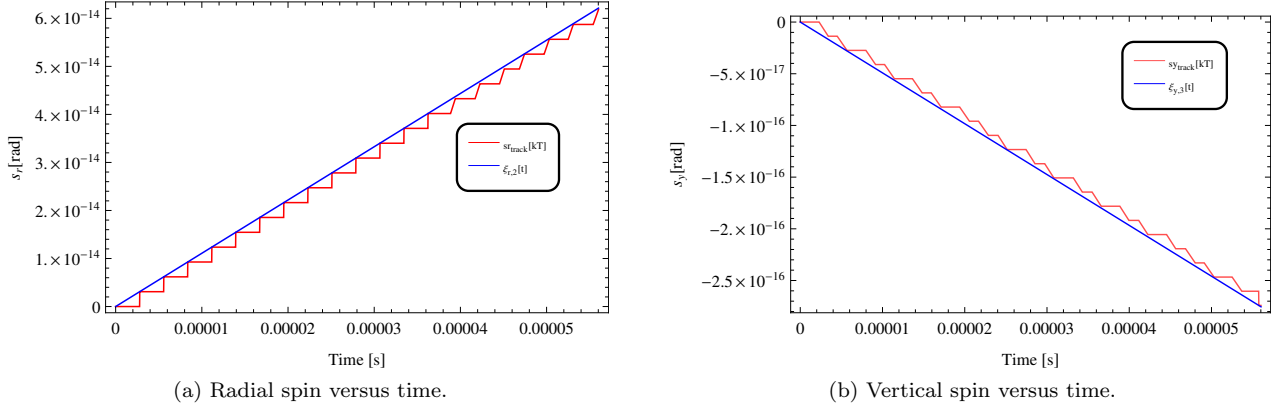 6.×10⁻¹⁴
5.×10⁻¹⁴
4.×10⁻¹⁴
3.×10⁻¹⁴
2.×10⁻¹⁴
1.×10⁻¹⁴
0
s_r[rad]
sr_track[kT]
ξ_r,2[t]
0 0.00001 0.00002 0.00003 0.00004 0.00005
Time [s]
(a) Radial spin versus time.
0
−5.×10⁻¹⁷
−1.×10⁻¹⁶
−1.5×10⁻¹⁶
−2.×10⁻¹⁶
−2.5×10⁻¹⁶
s_y[rad]
sy_track[kT]
ξ_y,3[t]
0 0.00001 0.00002 0.00003 0.00004 0.00005
Time [s]
(b) Vertical spin versus time.